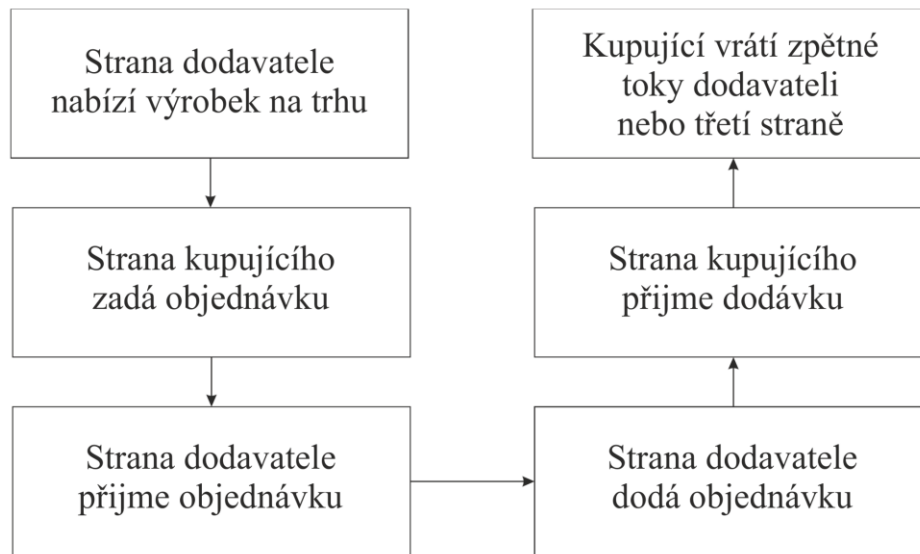 Strana dodavatele
nabízí výrobek na trhu
Strana kupujícího
zadá objednávku
Strana dodavatele
přijme objednávku
Strana dodavatele
dodá objednávku
Strana kupujícího
přijme dodávku
Kupující vrátí zpětné
toky dodavateli
nebo třetí straně